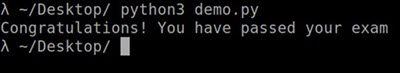 λ ~/Desktop/ python3 demo.py
Congratulations! You have passed your exam
λ ~/Desktop/